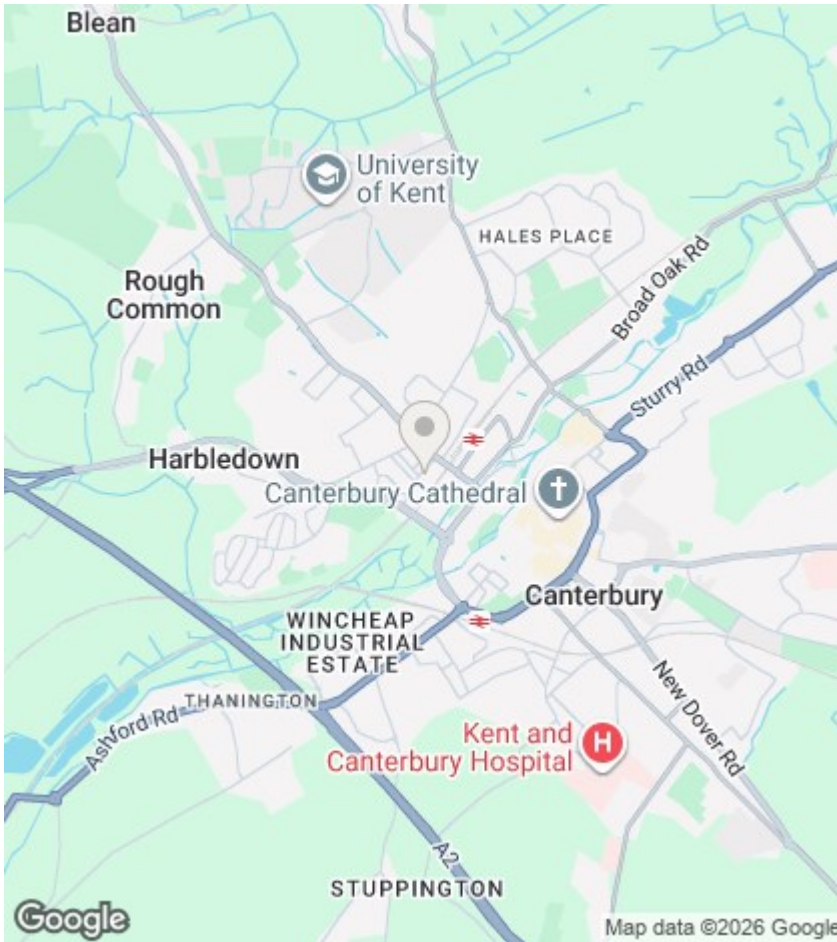 Blean
University
of Kent
HALES PLACE
Rough
Common
Broad Oak Rd
Sturry Rd
Harbledown
Canterbury Cathedral
Canterbury
WINCHEAP
INDUSTRIAL
ESTATE
THANINGTON
Ashford Rd
New Dover Rd
Kent and
Canterbury Hospital
H
A2
STUPPINGTON
Google
Map data ©2026 Google